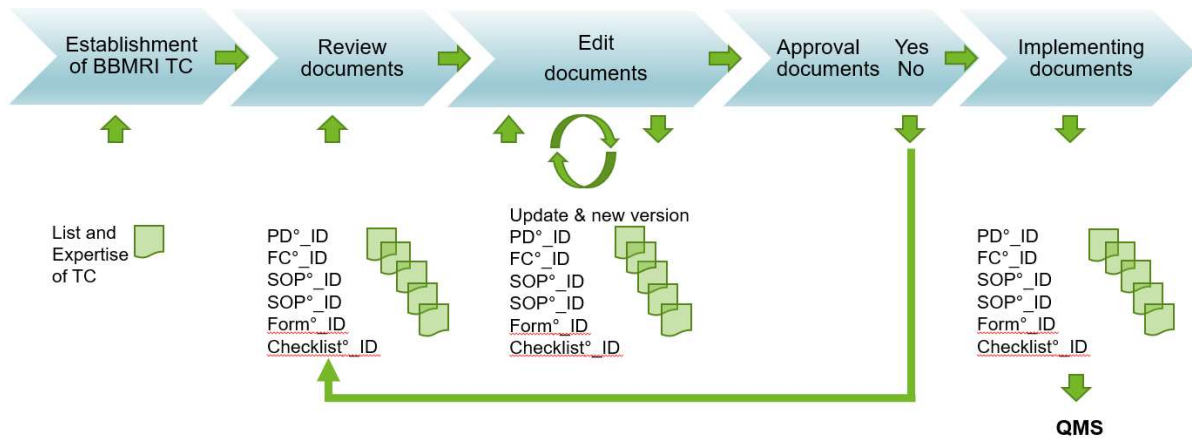 Establishment
of BBMRI TC
Review
documents
Edit
documents
Approval Yes
documents No
Implementing
documents
List and
Expertise
of TC
PD°_ID
FC°_ID
SOP°_ID
SOP°_ID
Form°_ID
Checklist°_ID
Update & new version
PD°_ID
FC°_ID
SOP°_ID
SOP°_ID
Form°_ID
Checklist°_ID
PD°_ID
FC°_ID
SOP°_ID
SOP°_ID
Form°_ID
Checklist°_ID
QMS